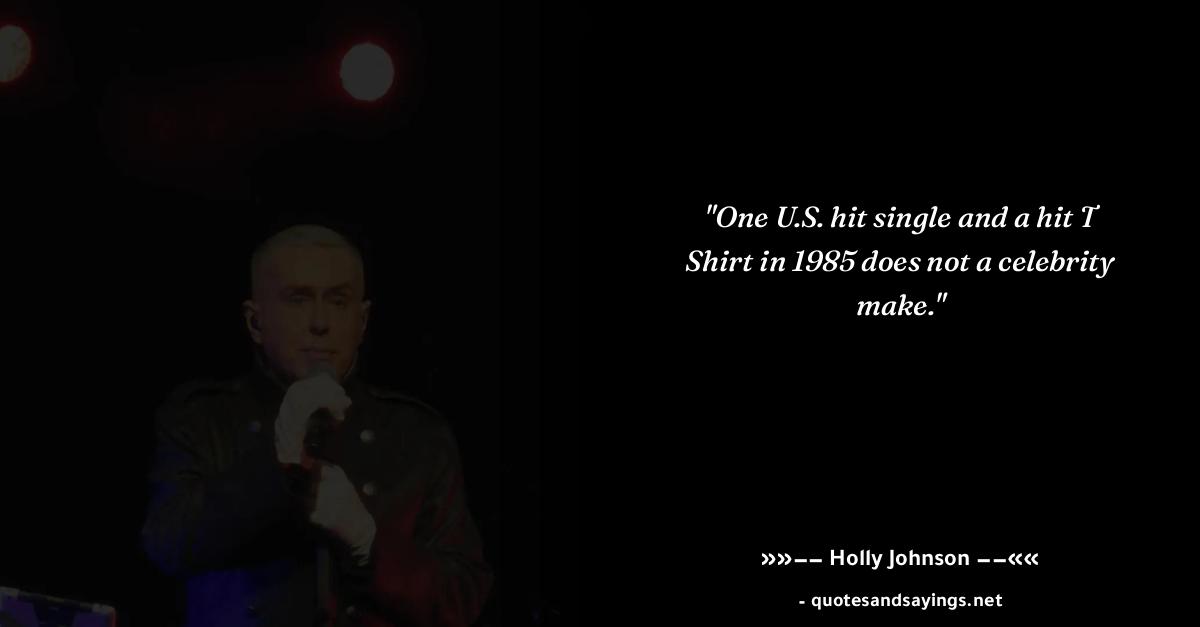 "One U.S. hit single and a hit T
Shirt in 1985 does not a celebrity
make."
»»−− Holly Johnson −−««
- quotesandsayings.net